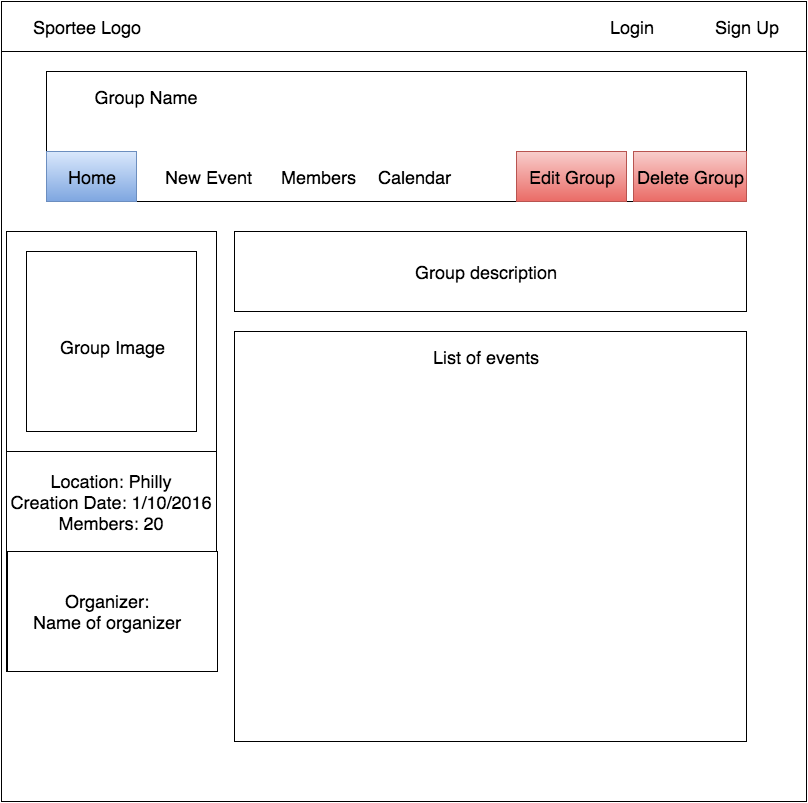 Sportee Logo
Login
Sign Up
Group Name
Home
New Event
Members
Calendar
Edit Group
Delete Group
Group Image
Group description
List of events
Location: Philly
Creation Date: 1/10/2016
Members: 20
Organizer:
Name of organizer